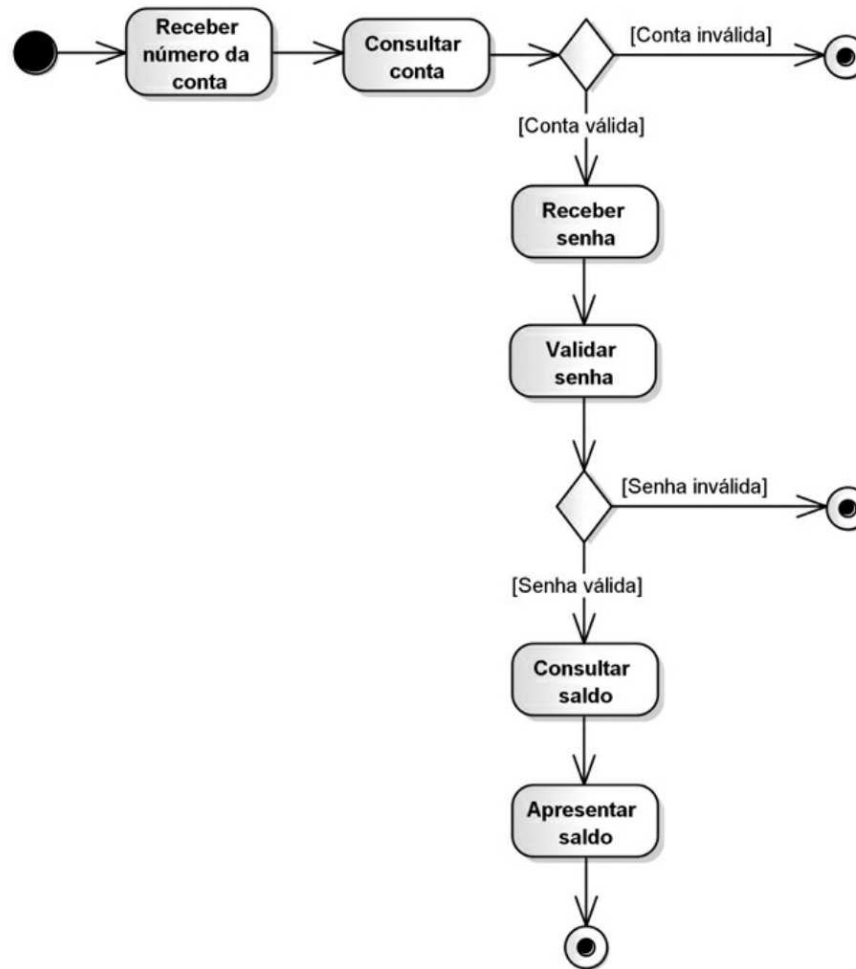 Receber
número da
conta
Consultar
conta
[Conta inválida]
[Conta válida]
Receber
senha
Validar
senha
[Senha inválida]
[Senha válida]
Consultar
saldo
Apresentar
saldo